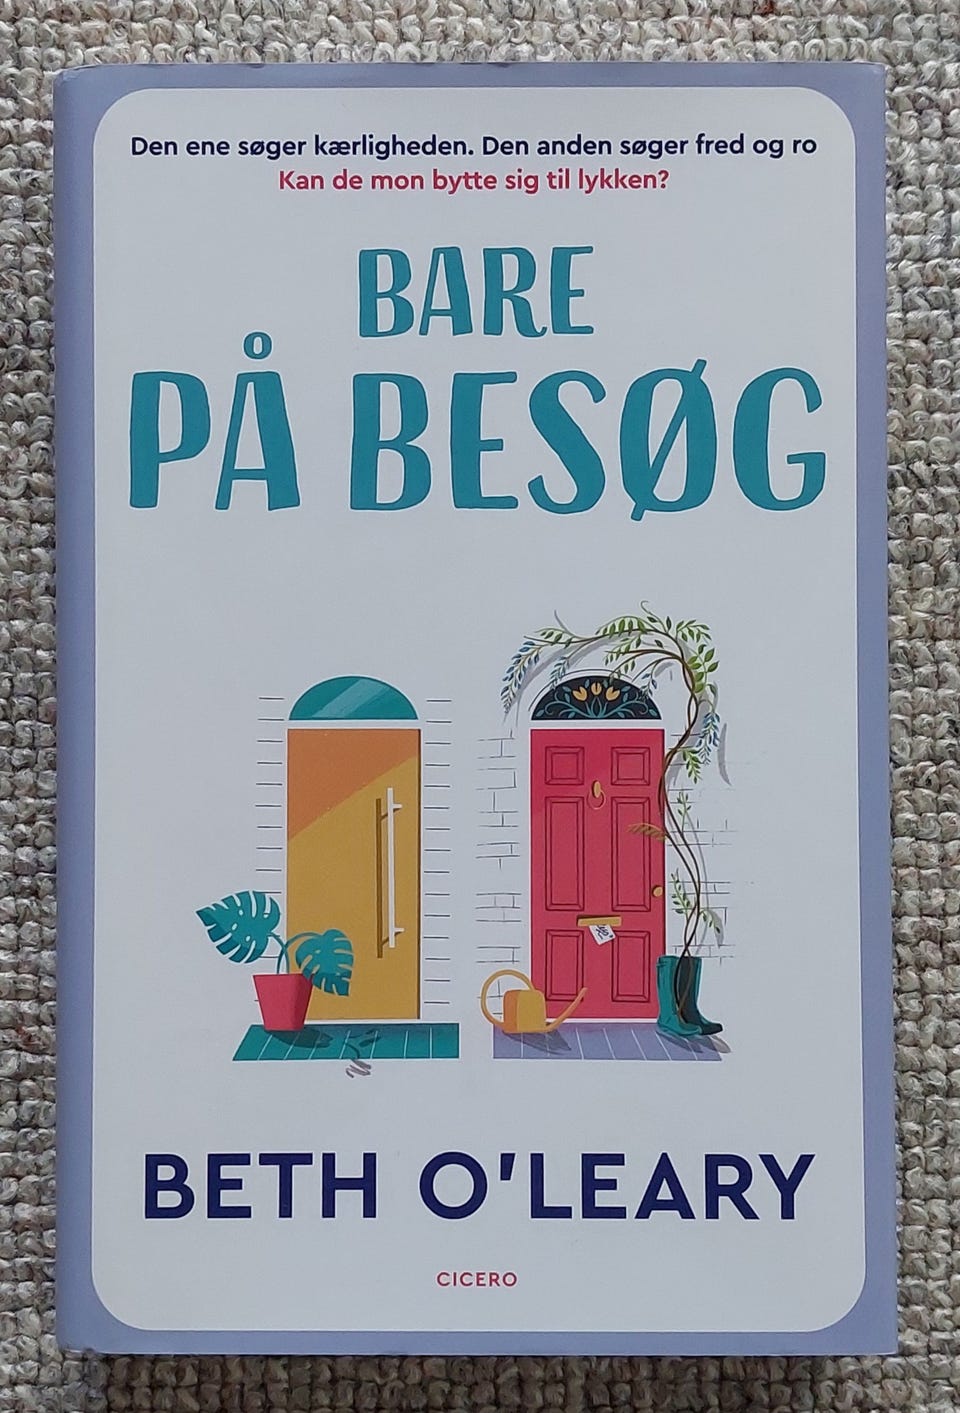 Den ene søger kærligheden. Den anden søger fred og ro
Kan de mon bytte sig til lykken?
BARE
PÅ BESØG
BETH O'LEARY
CICERO